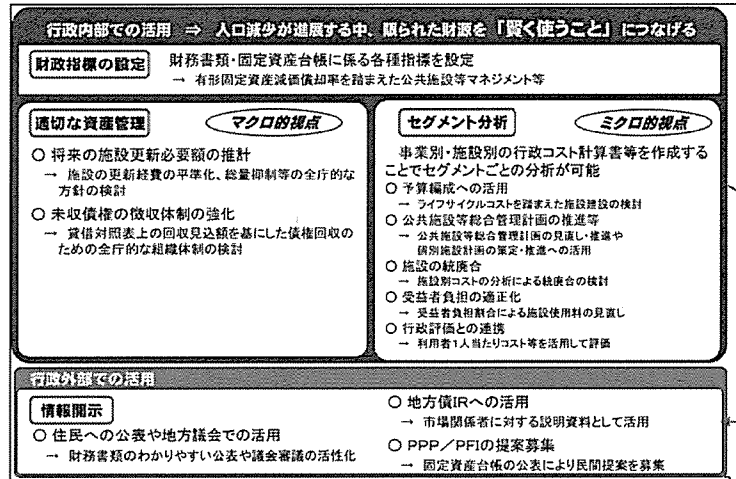 行政内部での活用 ⇒ 人口減少が進展する中、限られた財源を「賢く使うこと」につなげる
財政指標の設定
財務書類・固定資産台帳に係る各種指標を設定
→ 有形固定資産減価償却率を踏まえた公共施設等マネジメント等
適切な資産管理
マクロ的視点
○ 将来の施設更新必要額の推計
→ 施設の更新経費の平準化、総量抑制等の全庁的な
方針の検討
○ 未収債権の徴収体制の強化
→ 貸借対照表上の回収見込額を基にした債権回収の
ための全庁的な組織体制の検討
セグメント分析
ミクロ的視点
事業別・施設別の行政コスト計算書等を作成する
ことでセグメントごとの分析が可能
○ 予算編成への活用
→ ライフサイクルコストを踏まえた施設建設の検討
○ 公共施設等総合管理計画の推進等
→ 公共施設等総合管理計画の見直し・推進や
個別施設計画の策定・推進への活用
○ 施設の統廃合
→ 施設別コストの分析による統廃合の検討
○ 受益者負担の適正化
→ 受益者負担割合による施設使用料の見直し
○ 行政評価との連携
→ 利用者1人当たりコスト等を活用して評価
行政外部での活用
情報開示
○ 住民への公表や地方議会での活用
→ 財務書類のわかりやすい公表や議会審議の活性化
○ 地方債IRへの活用
→ 市場関係者に対する説明資料として活用
○ PPP／PFIの提案募集
→ 固定資産台帳の公表により民間提案を募集